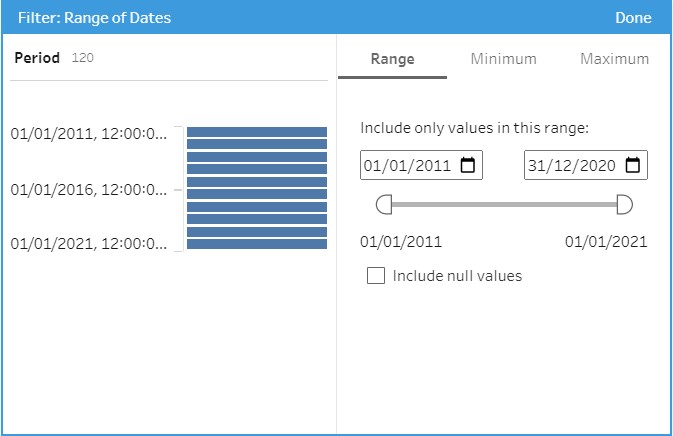 Filter: Range of Dates Done
Period 120
Range Minimum Maximum
01/01/2011, 12:00:0...
01/01/2016, 12:00:0...
01/01/2021, 12:00:0...
Include only values in this range:
01/01/2011 31/12/2020
01/01/2011 01/01/2021
Include null values